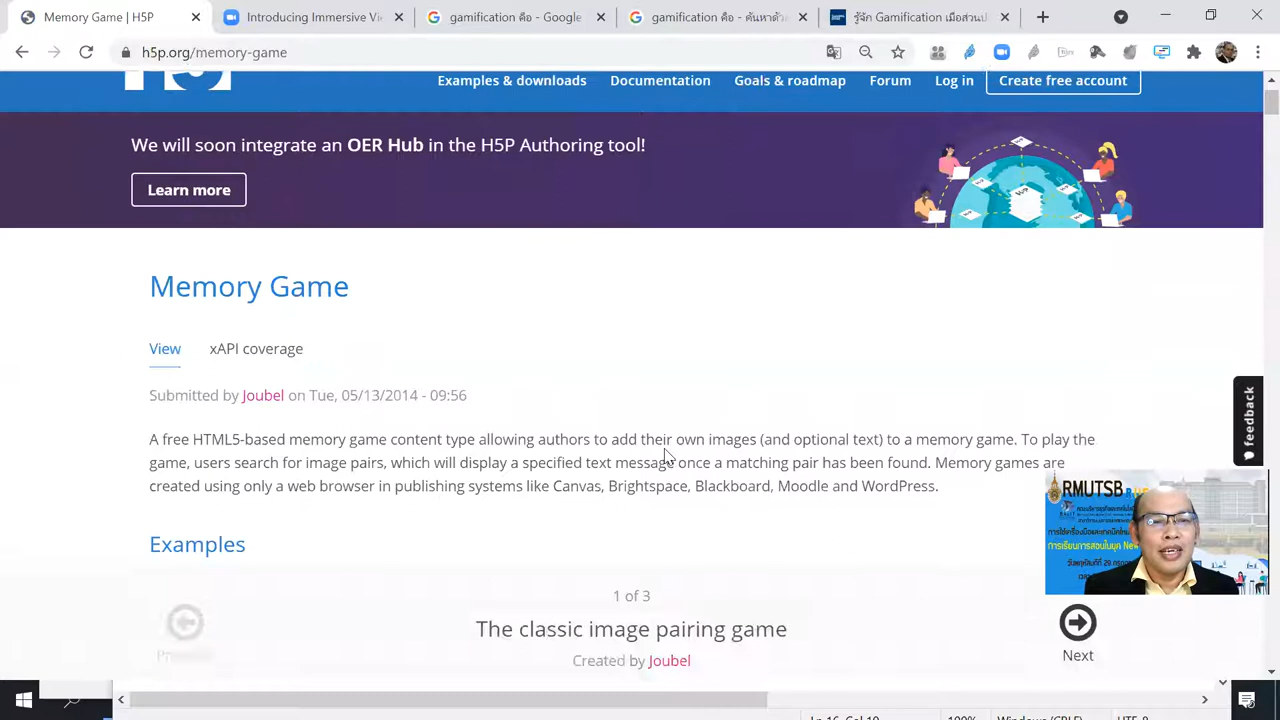 Memory Game | H5P
Introducing Immersive Vi
gamification คือ - Google
gamification คือ - ค้นหาด้ว
รู้จัก Gamification เมื่อส่วนป
h5p.org/memory-game
Examples & downloads
Documentation
Goals & roadmap
Forum
Log in
Create free account
We will soon integrate an OER Hub in the H5P Authoring tool!
Learn more
H-P
Memory Game
View
xAPI coverage
Submitted by Joubel on Tue, 05/13/2014 - 09:56
feedback
A free HTML5-based memory game content type allowing authors to add their own images (and optional text) to a memory game. To play the
game, users search for image pairs, which will display a specified text message once a matching pair has been found. Memory games are
created using only a web browser in publishing systems like Canvas, Brightspace, Blackboard, Moodle and WordPress.
RMUTSB
Examples
1 of 3
The classic image pairing game
Next
Created by Joubel
100%